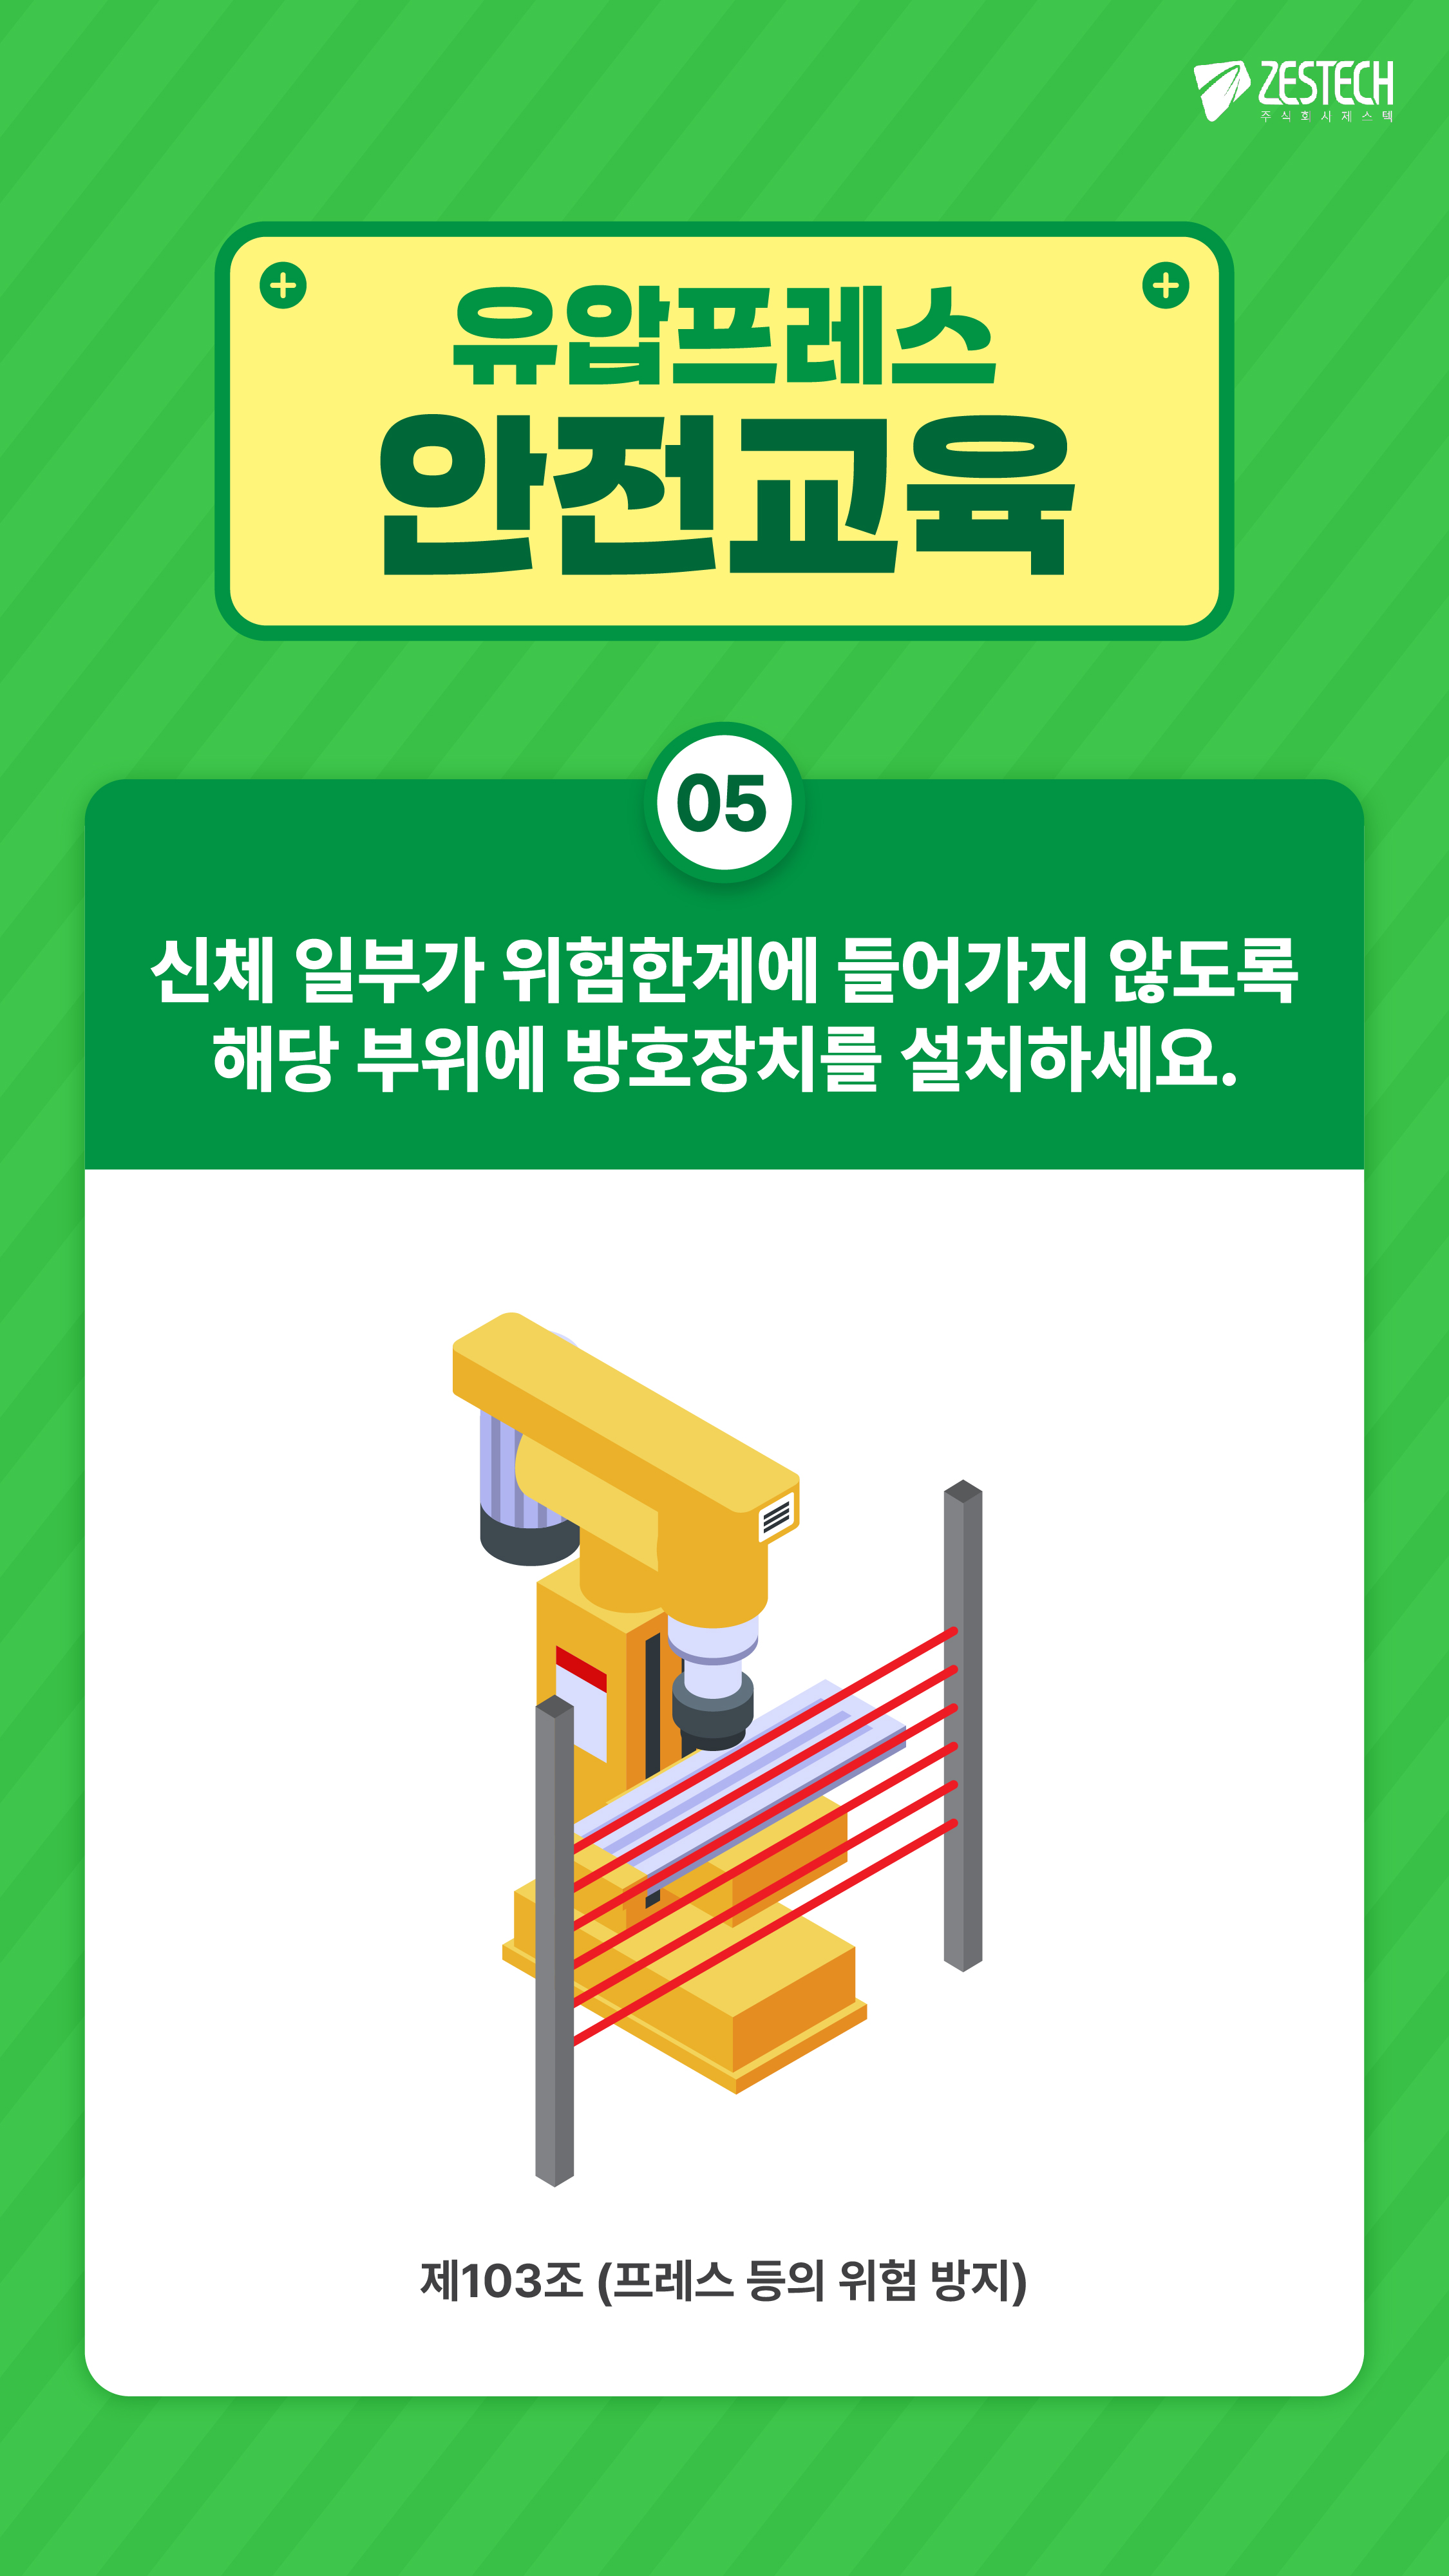 ZESTECH
주식회사제스텍
유압프레스
안전교육
05
신체 일부가 위험한계에 들어가지 않도록
해당 부위에 방호장치를 설치하세요.
제103조 (프레스 등의 위험 방지)